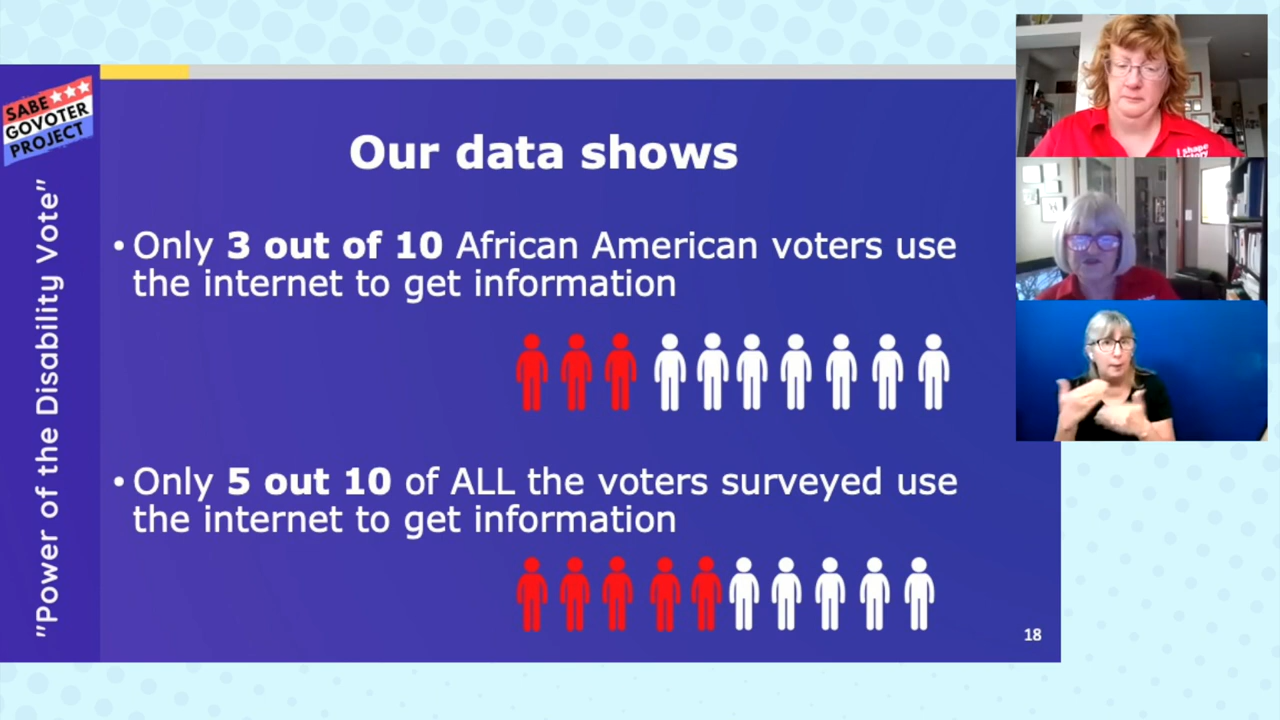 SABE
GOVOTER
PROJECT
"Power of the Disability Vote"
Our data shows
• Only 3 out of 10 African American voters use
the internet to get information
• Only 5 out 10 of ALL the voters surveyed use
the internet to get information
18
I shape